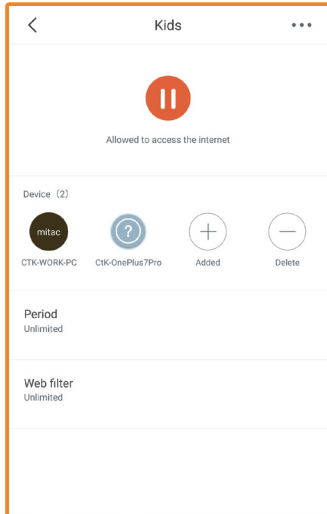 Kids
Allowed to access the internet
Device (2)
mitac
?
CTK-WORK-PC
CtK-OnePlus7Pro
Added
Delete
Period
Unlimited
Web filter
Unlimited